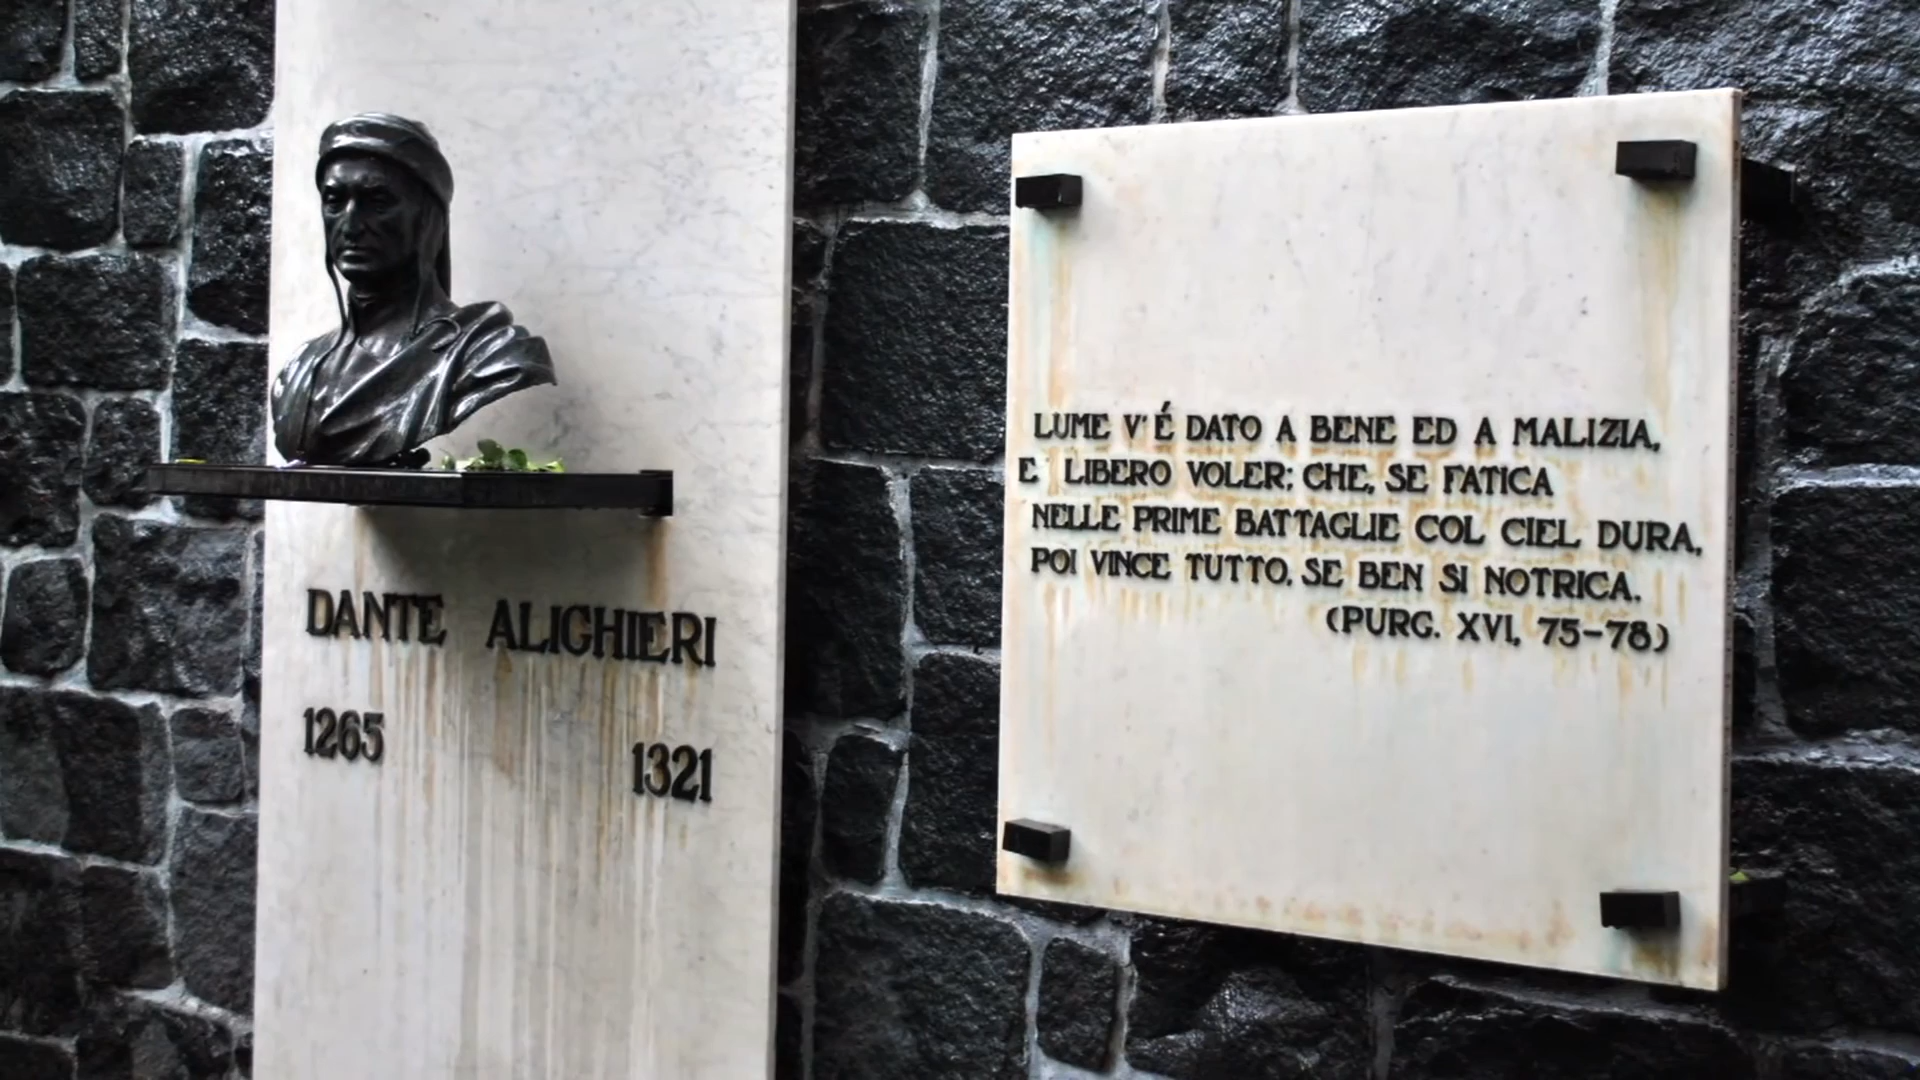 DANTE ALIGHIERI
1265 1321
LUME V'É DATO A BENE ED A MALIZIA,
E LIBERO VOLER; CHE, SE FATICA
NELLE PRIME BATTAGLIE COL CIEL DURA,
POI VINCE TUTTO, SE BEN SI NOTRICA.
(PURG. XVI, 75-78)